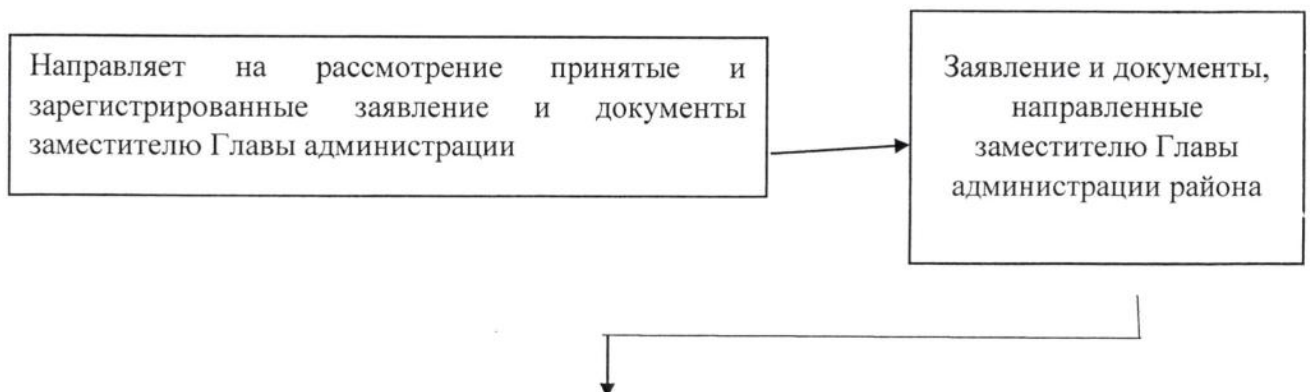 Направляет на рассмотрение принятые и
зарегистрированные заявление и документы
заместителю Главы администрации
Заявление и документы,
направленные
заместителю Главы
администрации района